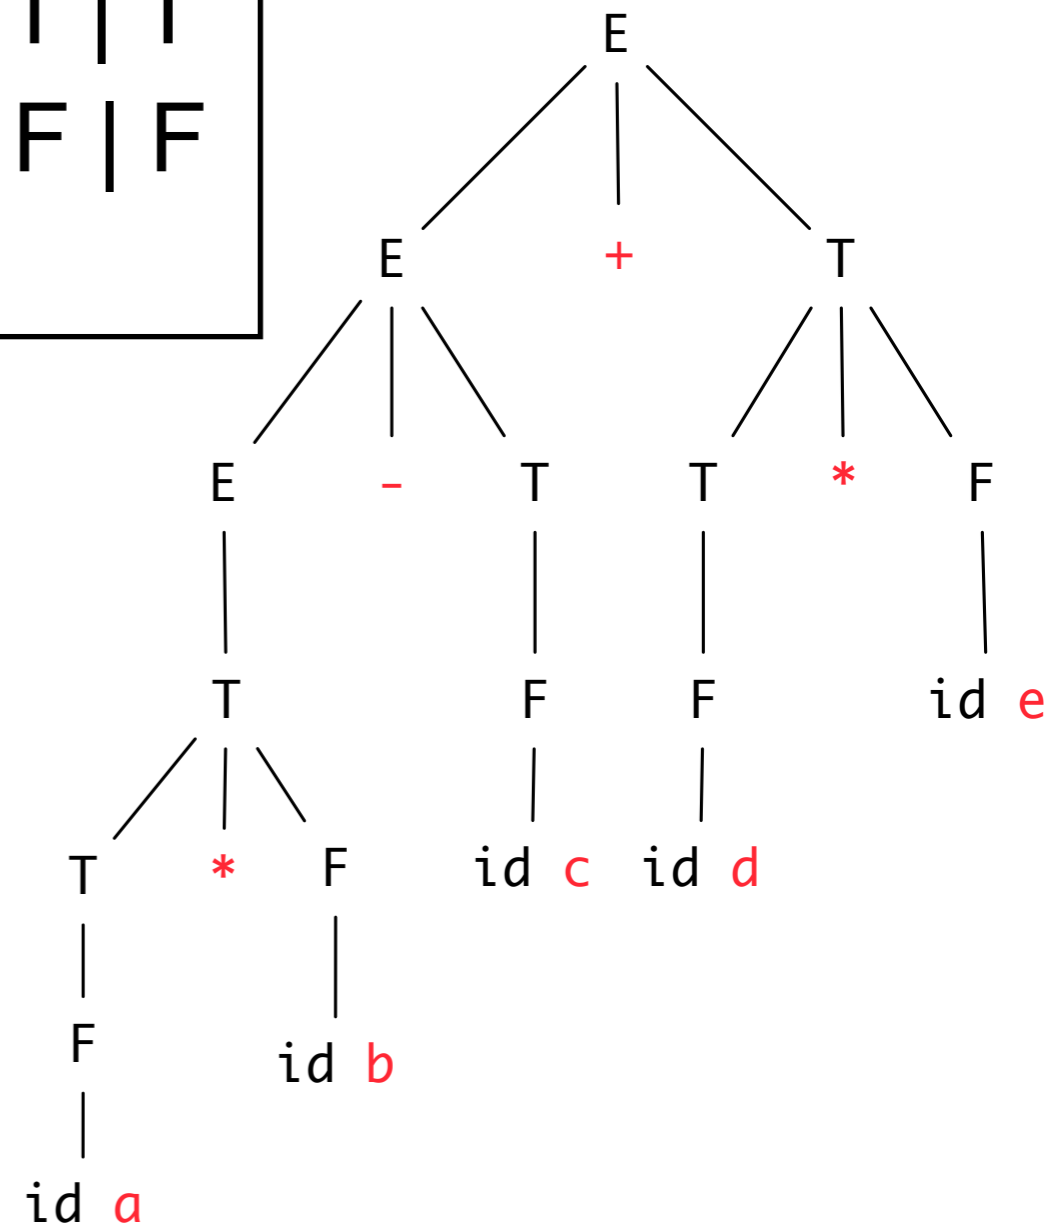 T | T
F | F
E
E + T
E - T T * F
T F F id e
T * F id c id d
F id b
id a